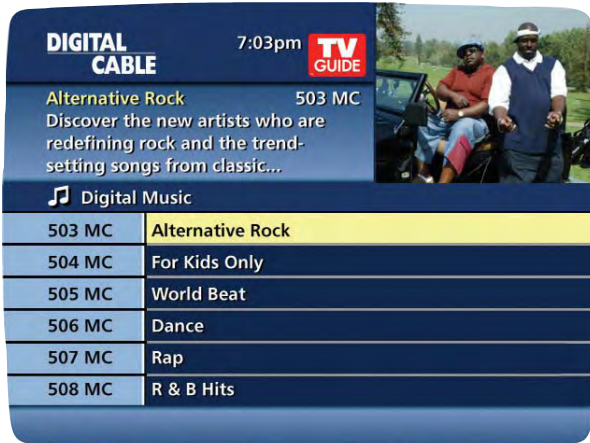 DIGITAL
CABLE
7:03pm
TV
GUIDE
Alternative Rock 503 MC
Discover the new artists who are
redefining rock and the trend-
setting songs from classic...
Digital Music
503 MC Alternative Rock
504 MC For Kids Only
505 MC World Beat
506 MC Dance
507 MC Rap
508 MC R & B Hits